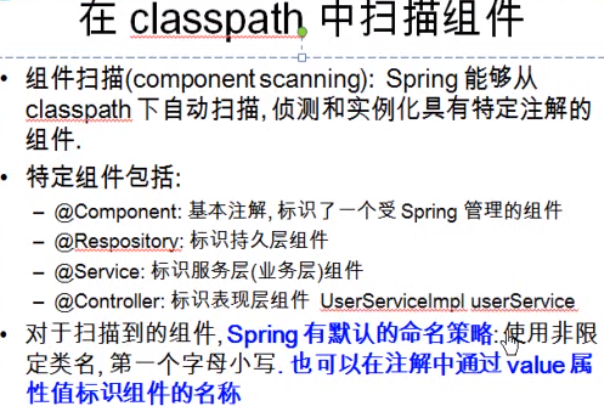 在 classpath 中扫描组件
• 组件扫描(component scanning): Spring 能够从
classpath 下自动扫描, 侦测和实例化具有特定注解的
组件.
• 特定组件包括:
– @Component: 基本注解, 标识了一个受 Spring 管理的组件
– @Respository: 标识持久层组件
– @Service: 标识服务层(业务层)组件
– @Controller: 标识表现层组件 UserServiceImpl userService
• 对于扫描到的组件, Spring 有默认的命名策略: 使用非限
定类名, 第一个字母小写. 也可以在注解中通过 value 属
性值标识组件的名称